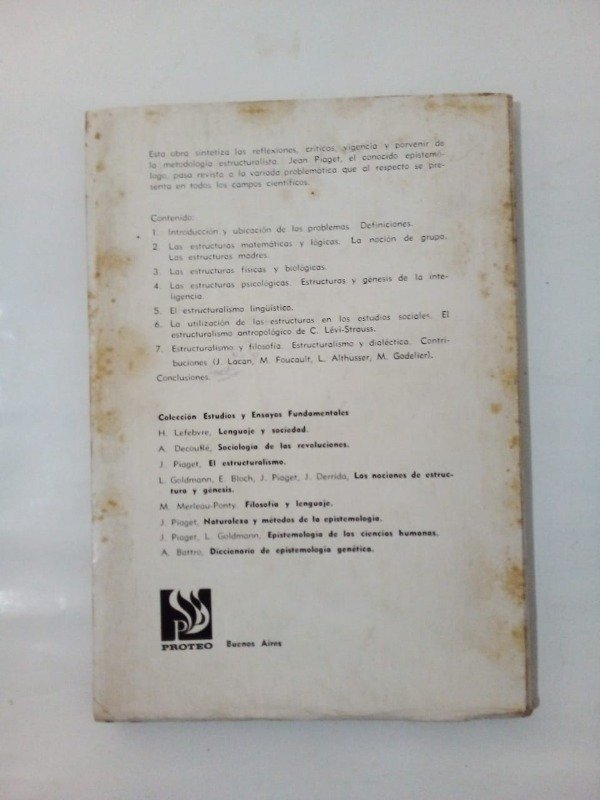 Esta obra sintetiza las reflexiones, críticas, vigencia y porvenir de
la metodología estructuralista. Jean Piaget, el conocido epistemó-
logo, pasa revista a la variada problemática que al respecto se pre-
senta en todos los campos científicos.
Contenido:
1. Introducción y ubicación de los problemas. Definiciones.
2. Las estructuras matemáticas y lógicas. La noción de grupo.
Las estructuras madres.
3. Las estructuras físicas y biológicas.
4. Las estructuras psicológicas. Estructuras y génesis de la inte-
ligencia.
5. El estructuralismo lingüístico.
6. La utilización de las estructuras en los estudios sociales. El
estructuralismo antropológico de C. Lévi-Strauss.
7. Estructuralismo y filosofía. Estructuralismo y dialéctica. Contri-
buciones (J. Lacan, M. Foucault, L. Althusser, M. Godelier).
Conclusiones.
Colección Estudios y Ensayos Fundamentales
H. Lefebvre, Lenguaje y sociedad.
A. Decouflé, Sociología de las revoluciones.
J. Piaget, El estructuralismo.
L. Goldmann, E. Bloch, J. Piaget, J. Derrida, Las nociones de estruc-
tura y génesis.
M. Merleau-Ponty. Filosofía y lenguaje.
J. Piaget, Naturaleza y métodos de la epistemología.
J. Piaget, L. Goldmann, Epistemología de las ciencias humanas.
A. Battro, Diccionario de epistemología genética.
P
PROTEO Buenos Aires